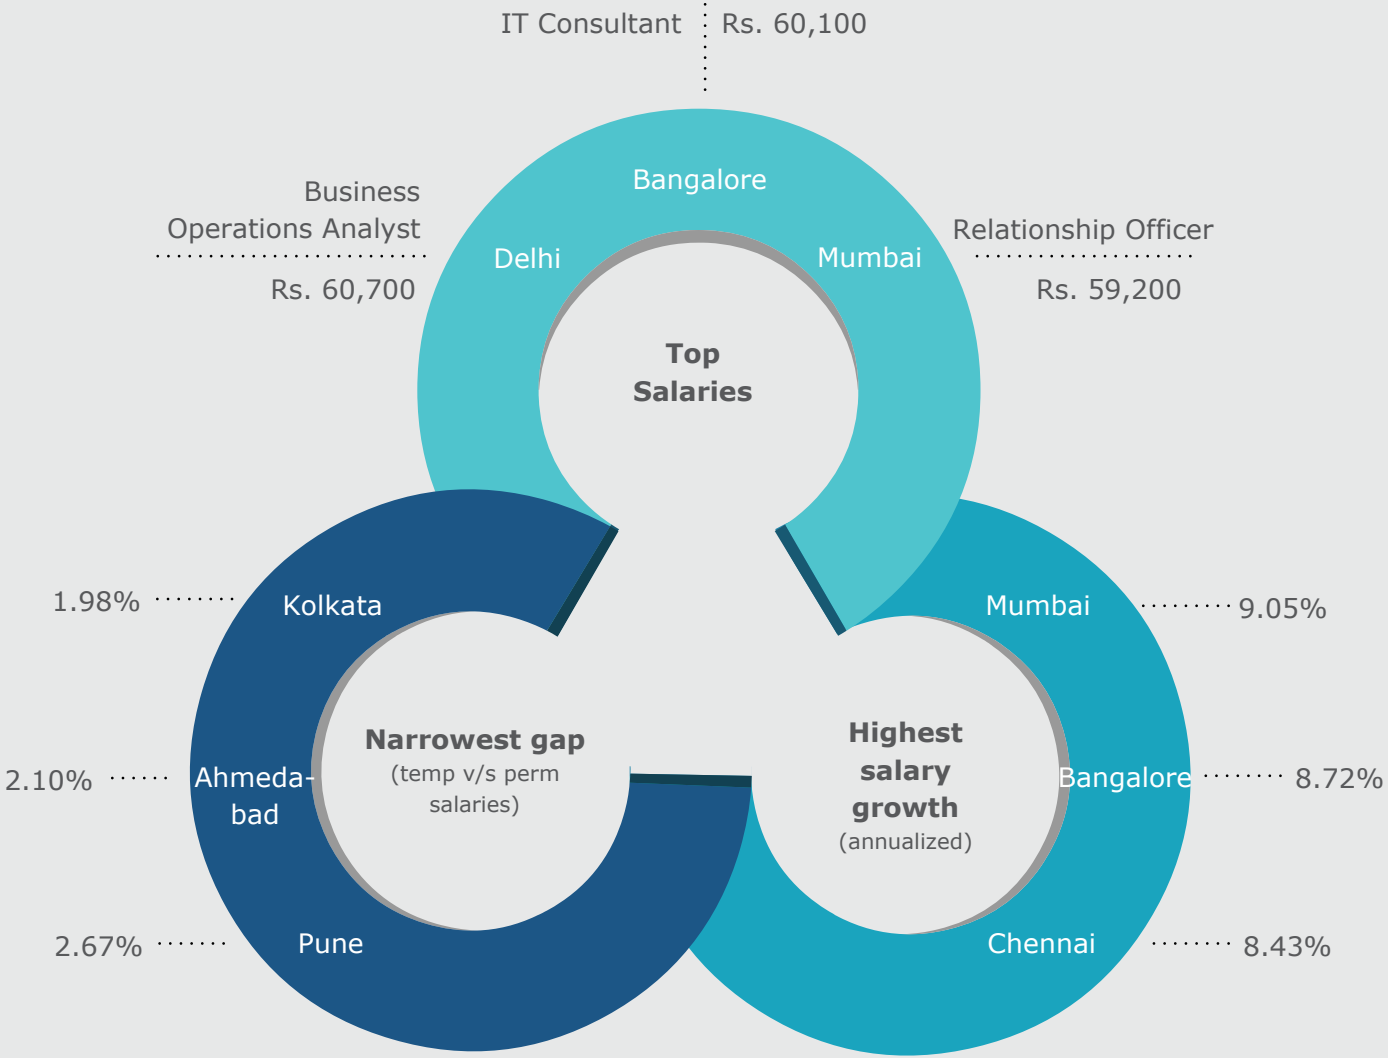 IT Consultant
Rs. 60,100
Bangalore
Business
Operations Analyst
Rs. 60,700
Delhi
Mumbai
Relationship Officer
Rs. 59,200
Top
Salaries
1.98%
Kolkata
2.10%
Ahmeda-
bad
2.67%
Pune
Narrowest gap
(temp v/s perm
salaries)
Highest
salary
growth
(annualized)
Mumbai
9.05%
Bangalore
8.72%
Chennai
8.43%